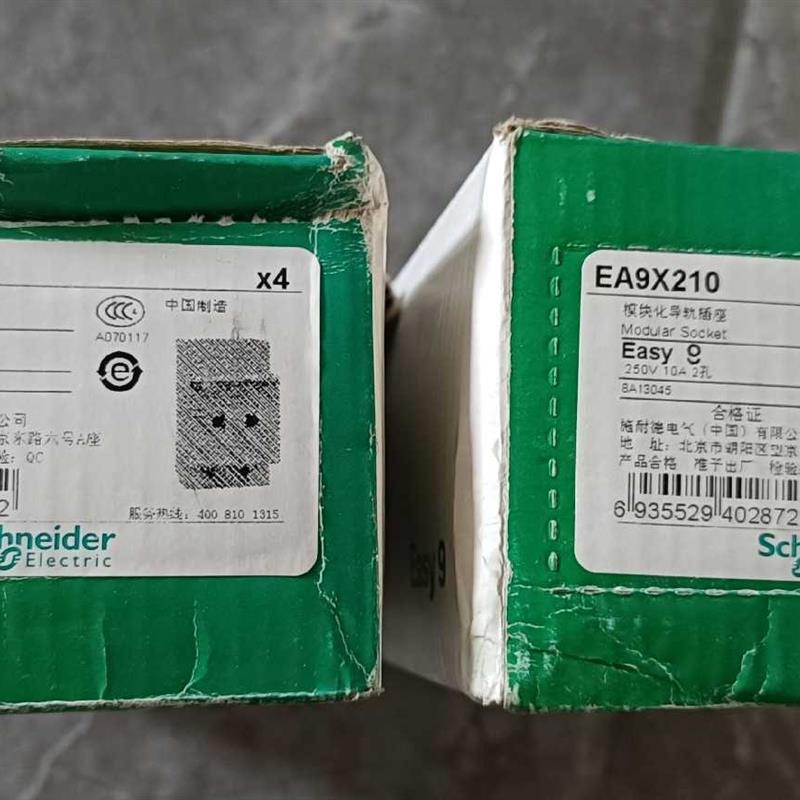 x4
中国制造
A070117
公司
京东路六号A座
验: QC
2
服务热线: 400 810 1315
Schneider
Electric
Easy 9
EA9X210
模块化导轨插座
Modular Socket
Easy 9
250V 10A 2孔
8A13045
合格证
施耐德电气(中国)有限公
地 址: 北京市朝阳区望京
产品合格 准予出厂 检验
6 935529 402872
Sch